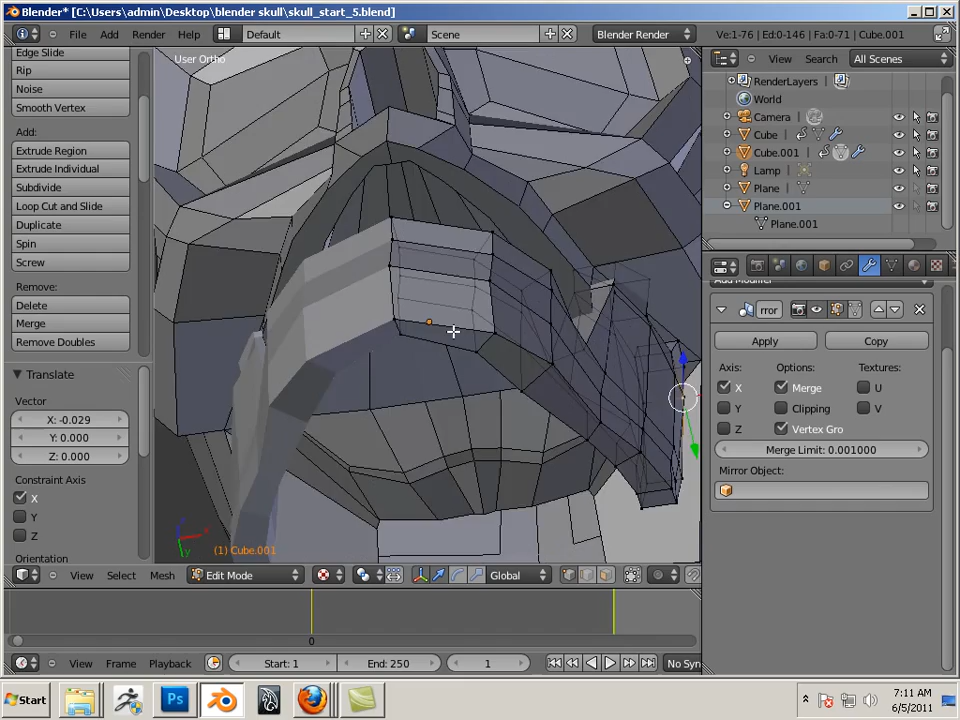 Blender* [C:\Users\admin\Desktop\blender skull\skull_start_5.blend]
File Add Render Help Default Scene Blender Render Ve:1-76 | Ed:0-146 | Fa:0-71 | Cube.001
Edge Slide
Rip
Noise
Smooth Vertex
Add:
Extrude Region
Extrude Individual
Subdivide
Loop Cut and Slide
Duplicate
Spin
Screw
Remove:
Delete
Merge
Remove Doubles
Translate
Vector
X: -0.029
Y: 0.000
Z: 0.000
Constraint Axis
X
Y
Z
Orientation
User Ortho
(1) Cube.001
View Select Mesh Edit Mode Global
0
View Frame Playback Start: 1 End: 250 1 No Syn
View Search All Scenes
RenderLayers
World
Camera
Cube
Cube.001
Lamp
Plane
Plane.001
Plane.001
Add Modifier
rror
Apply Copy
Axis: Options: Textures:
X Merge U
Y Clipping V
Z Vertex Gro
Merge Limit: 0.001000
Mirror Object:
Start Ps 7:11 AM
6/5/2011